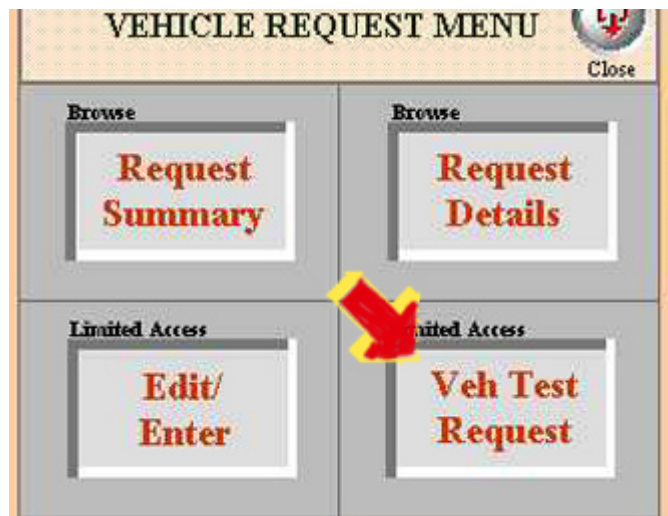 VEHICLE REQUEST MENU
Close
Browse
Request
Summary
Browse
Request
Details
Limited Access
Edit/
Enter
Access
Veh Test
Request